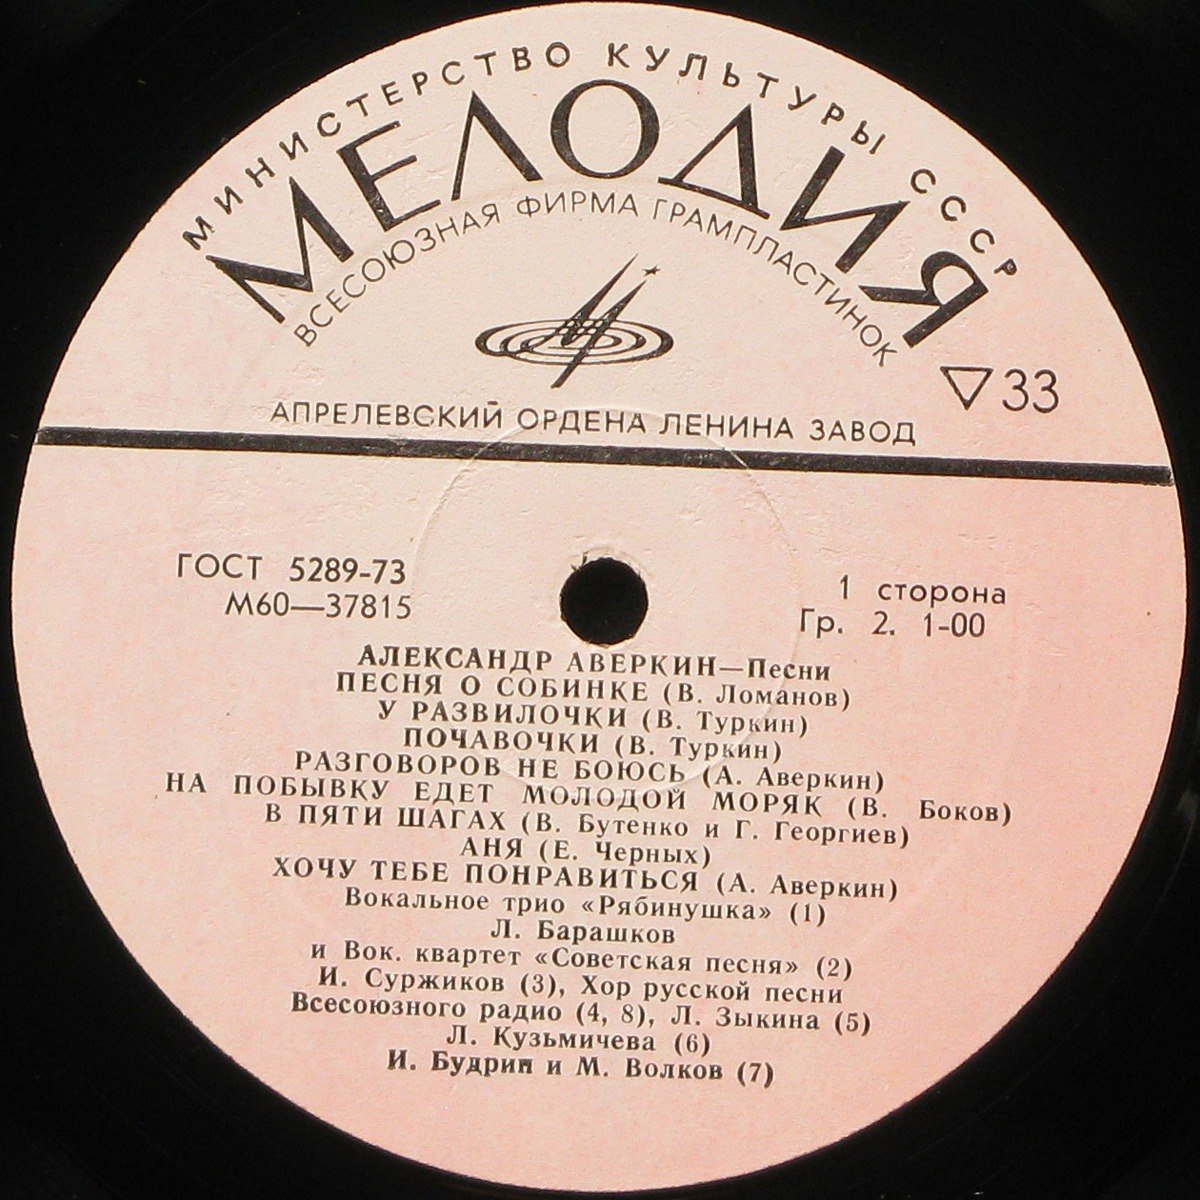 МИНИСТЕРСТВО КУЛЬТУРЫ СССР
МЕЛОДИЯ
ВСЕСОЮЗНАЯ ФИРМА ГРАМПЛАСТИНОК
33
АПРЕЛЕВСКИЙ ОРДЕНА ЛЕНИНА ЗАВОД
ГОСТ 5289-73
М60—37815
1 сторона
Гр. 2. 1-00
АЛЕКСАНДР АВЕРКИН—Песни
ПЕСНЯ О СОБИНКЕ (В. Ломанов)
У РАЗВИЛОЧКИ (В. Туркин)
ПОЧАВОЧКИ (В. Туркин)
РАЗГОВОРОВ НЕ БОЮСЬ (А. Аверкин)
НА ПОБЫВКУ ЕДЕТ МОЛОДОЙ МОРЯК (В. Боков)
В ПЯТИ ШАГАХ (В. Бутенко и Г. Георгиев)
АНЯ (Е. Черных)
ХОЧУ ТЕБЕ ПОНРАВИТЬСЯ (А. Аверкин)
Вокальное трио «Рябинушка» (1)
Л. Барашков
и Вок. квартет «Советская песня» (2)
И. Суржиков (3), Хор русской песни
Всесоюзного радио (4, 8), Л. Зыкина (5)
Л. Кузьмичева (6)
И. Будрин и М. Волков (7)